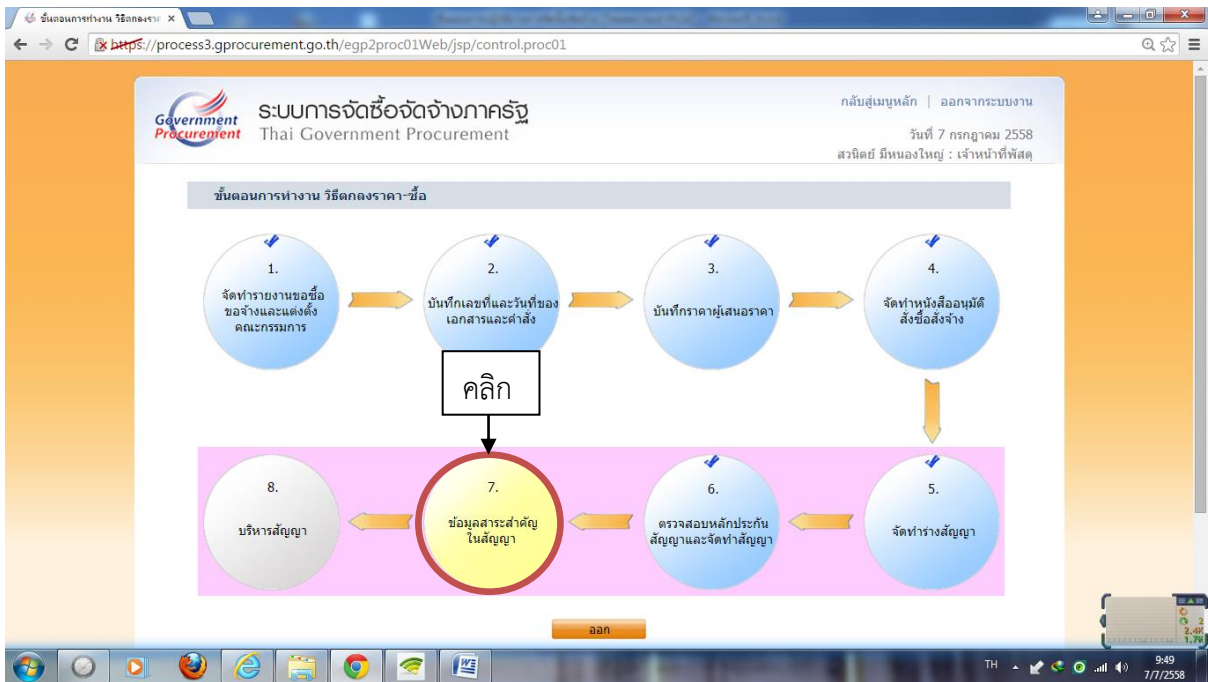 ขั้นตอนการทำงาน วิธีตกลงราค
https://process3.gprocurement.go.th/egp2proc01Web/jsp/control.proc01
Government
Procurement
ระบบการจัดซื้อจัดจ้างภาครัฐ
Thai Government Procurement
กลับสู่เมนูหลัก | ออกจากระบบงาน
วันที่ 7 กรกฎาคม 2558
สวนิตย์ มีหนองใหญ่ : เจ้าหน้าที่พัสดุ
ขั้นตอนการทำงาน วิธีตกลงราคา-ซื้อ
1.
จัดทำรายงานขอซื้อ
ขอจ้างและแต่งตั้ง
คณะกรรมการ
2.
บันทึกเลขที่และวันที่ของ
เอกสารและคำสั่ง
3.
บันทึกราคาผู้เสนอราคา
4.
จัดทำหนังสืออนุมัติ
สั่งซื้อสั่งจ้าง
คลิก
8.
บริหารสัญญา
7.
ข้อมูลสาระสำคัญ
ในสัญญา
6.
ตรวจสอบหลักประกัน
สัญญาและจัดทำสัญญา
5.
จัดทำร่างสัญญา
ออก
2
2.4K
1.7K
TH
9:49
7/7/2558